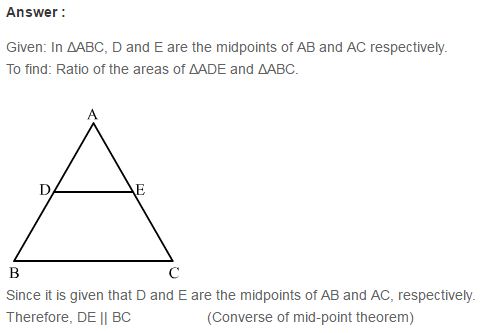 Answer :
Given: In ΔABC, D and E are the midpoints of AB and AC respectively.
To find: Ratio of the areas of ΔADE and ΔABC.
A
D E
B C
Since it is given that D and E are the midpoints of AB and AC, respectively.
Therefore, DE || BC (Converse of mid-point theorem)